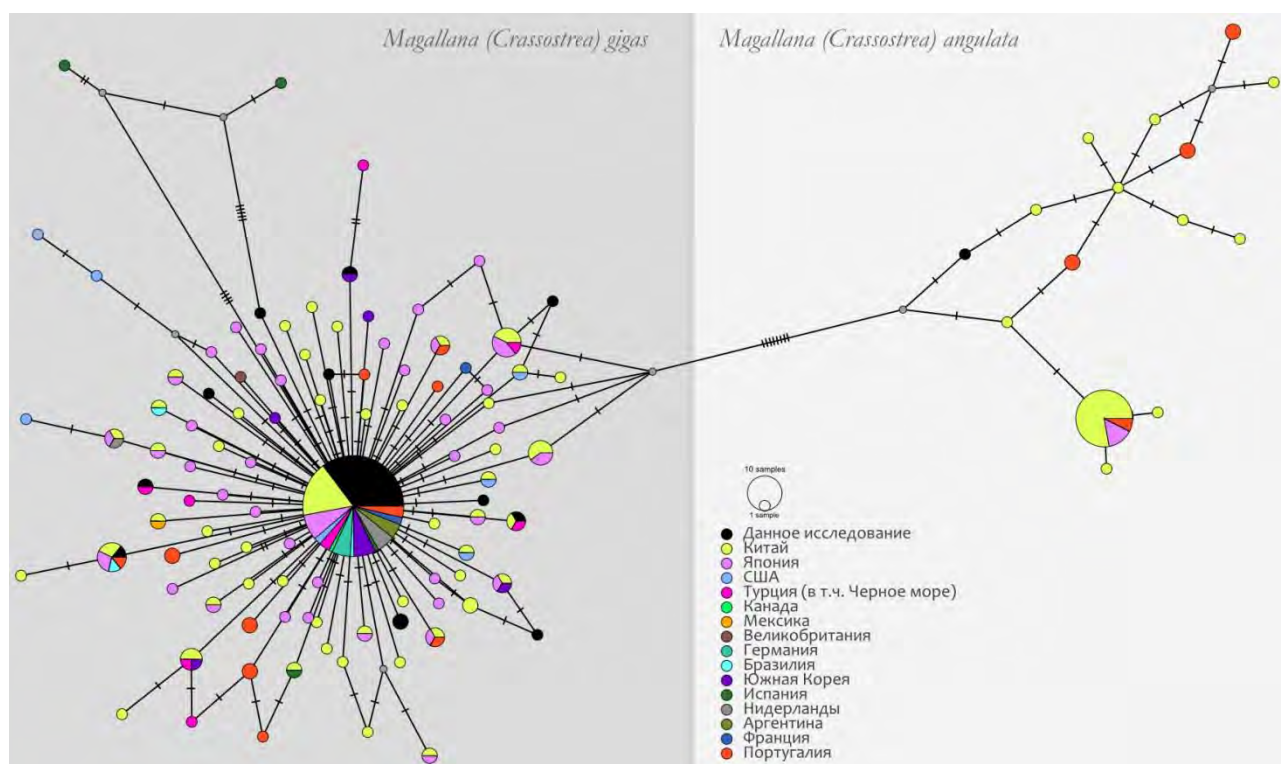 Magallana (Crassostrea) gigas
Magallana (Crassostrea) angulata
10 samples
1 sample
Данное исследование
Китай
Япония
США
Турция (в т.ч. Черное море)
Канада
Мексика
Великобритания
Германия
Бразилия
Южная Корея
Испания
Нидерланды
Аргентина
Франция
Португалия